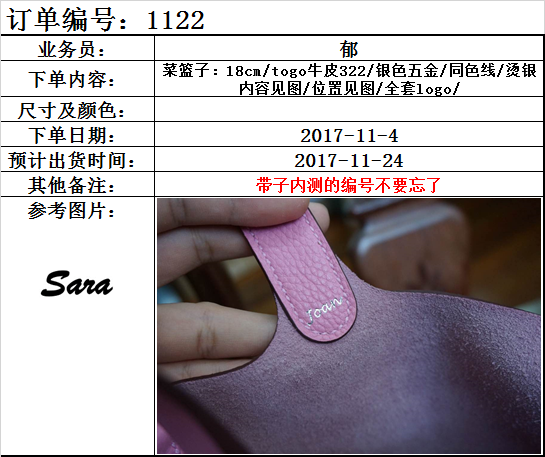 订单编号：1122
业务员：
郁
下单内容：
菜篮子：18cm/togo牛皮322/银色五金/同色线/烫银
内容见图/位置见图/全套logo/
尺寸及颜色：
下单日期：
2017-11-4
预计出货时间：
2017-11-24
其他备注：
带子内测的编号不要忘了
参考图片：
Sara
Joan